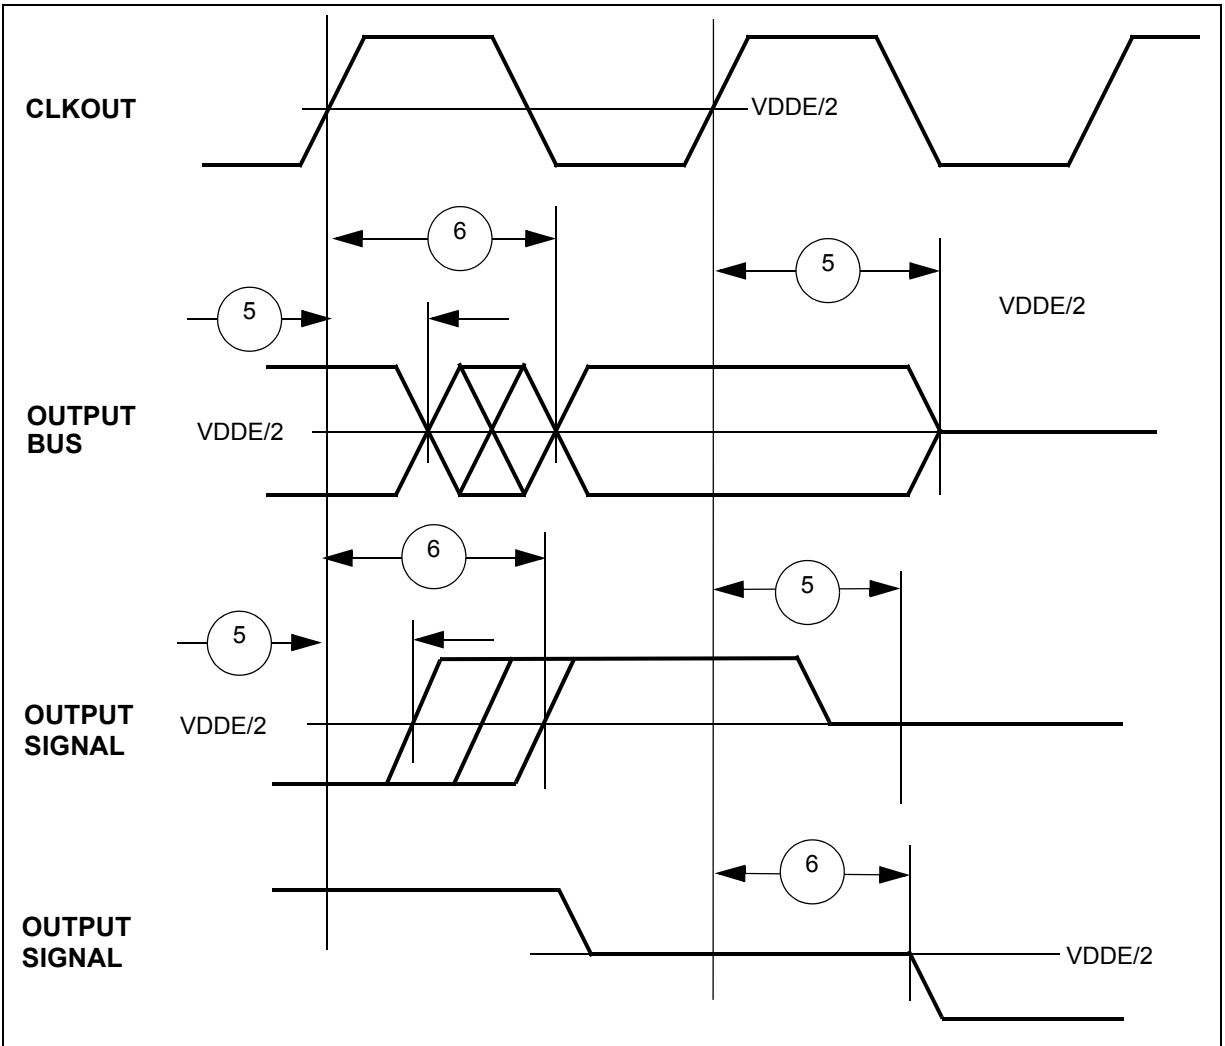 CLKOUT
VDDE/2
6
5
5
VDDE/2
OUTPUT
BUS
VDDE/2
6
5
5
OUTPUT
SIGNAL
VDDE/2
6
OUTPUT
SIGNAL
VDDE/2